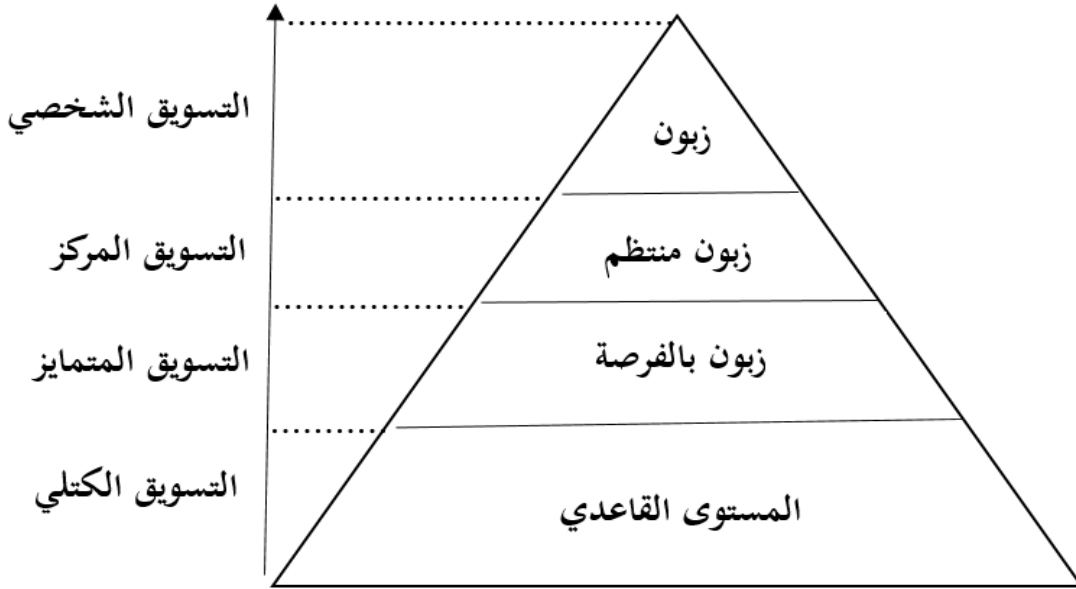 التسويق الشخصي
زبون
التسويق المركز
زبون منتظم
التسويق المتمايز
زبون بالفرصة
التسويق الكتلي
المستوى القاعدي